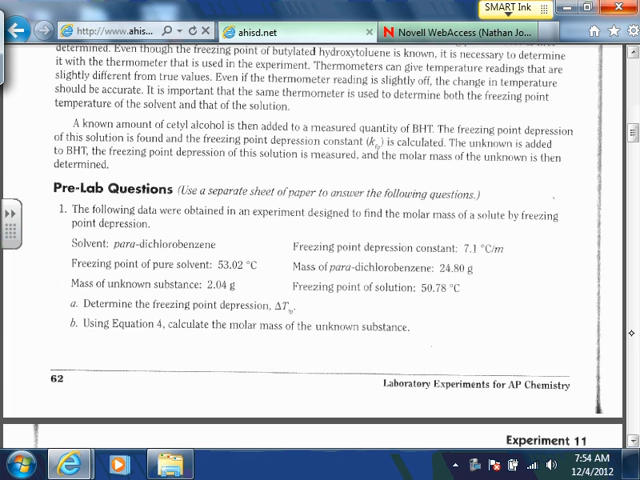 SMART Ink
http://www.ahis...
ahisd.net
Novell WebAccess (Nathan Jo...
determined. Even though the freezing point of butylated hydroxytoluene is known, it is necessary to determine
it with the thermometer that is used in the experiment. Thermometers can give temperature readings that are
slightly different from true values. Even if the thermometer reading is slightly off, the change in temperature
should be accurate. It is important that the same thermometer is used to determine both the freezing point
temperature of the solvent and that of the solution.
A known amount of cetyl alcohol is then added to a measured quantity of BHT. The freezing point depression
of this solution is found and the freezing point depression constant (kfp) is calculated. The unknown is added
to BHT, the freezing point depression of this solution is measured, and the molar mass of the unknown is then
determined.
Pre-Lab Questions (Use a separate sheet of paper to answer the following questions.)
1. The following data were obtained in an experiment designed to find the molar mass of a solute by freezing
point depression.
Solvent: para-dichlorobenzene Freezing point depression constant: 7.1 °C/m
Freezing point of pure solvent: 53.02 °C Mass of para-dichlorobenzene: 24.80 g
Mass of unknown substance: 2.04 g Freezing point of solution: 50.78 °C
a. Determine the freezing point depression, ΔTfp.
b. Using Equation 4, calculate the molar mass of the unknown substance.
62 Laboratory Experiments for AP Chemistry
Experiment 11
7:54 AM
12/4/2012